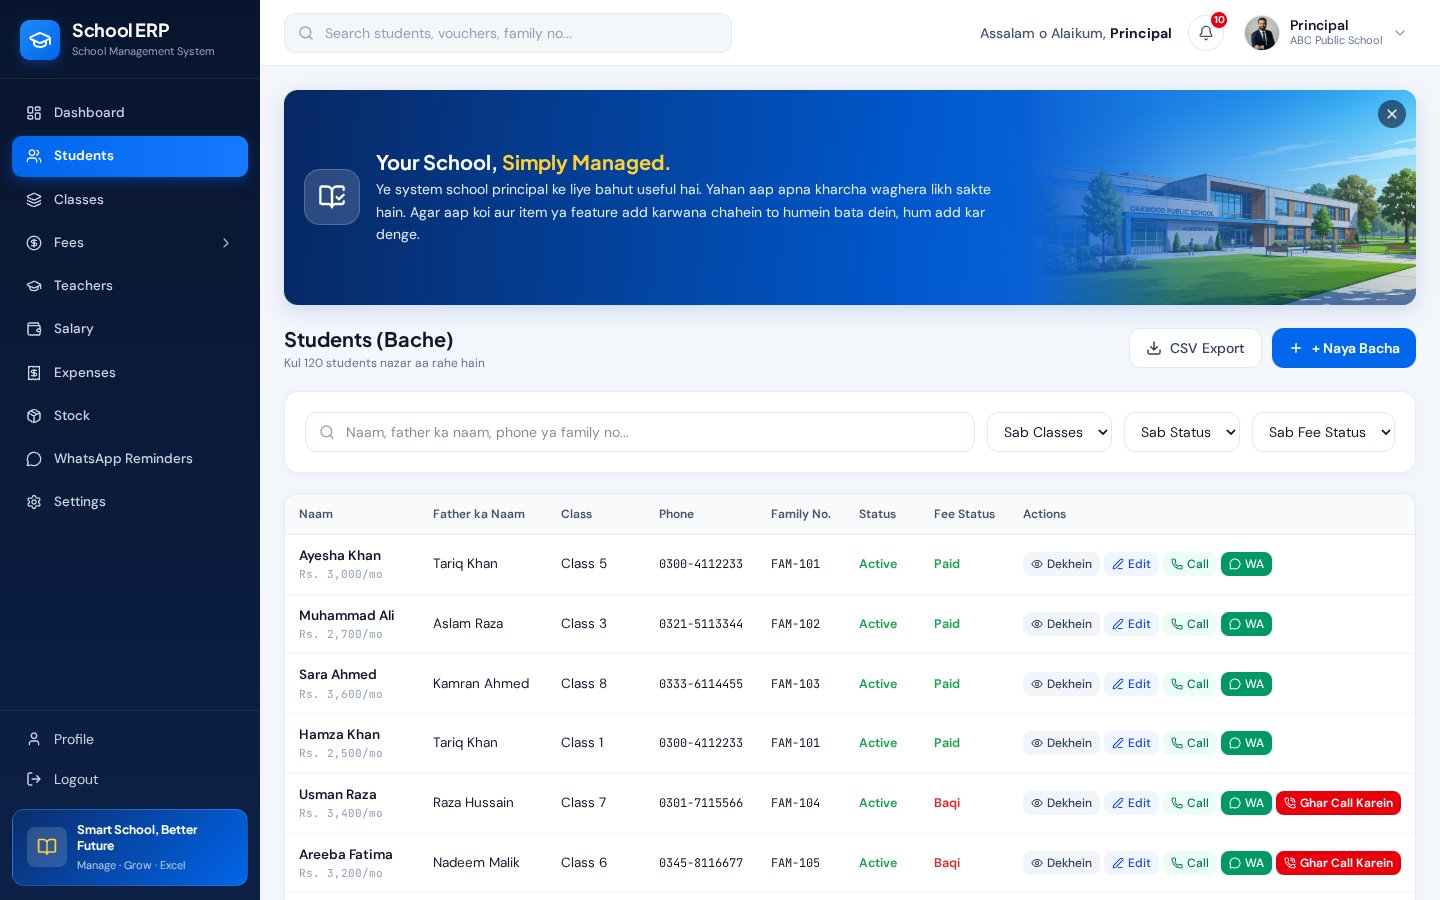 School ERP
School Management System
Search students, vouchers, family no...
Assalam o Alaikum, Principal
10
Principal
ABC Public School
Dashboard
Students
Classes
Fees
Teachers
Salary
Expenses
Stock
WhatsApp Reminders
Settings
Profile
Logout
Smart School, Better
Future
Manage · Grow · Excel
Your School, Simply Managed.
Ye system school principal ke liye bahut useful hai. Yahan aap apna kharcha waghera likh sakte
hain. Agar aap koi aur item ya feature add karwana chahein to humein bata dein, hum add kar
denge.
OAKWOOD PUBLIC SCHOOL
Students (Bache)
Kul 120 students nazar aa rahe hain
CSV Export
+ Naya Bacha
Naam, father ka naam, phone ya family no...
Sab Classes
Sab Status
Sab Fee Status
Naam Father ka Naam Class Phone Family No. Status Fee Status Actions
Ayesha Khan Tariq Khan Class 5 0300-4112233 FAM-101 Active Paid Dekhein Edit Call WA
Rs. 3,000/mo
Muhammad Ali Aslam Raza Class 3 0321-5113344 FAM-102 Active Paid Dekhein Edit Call WA
Rs. 2,700/mo
Sara Ahmed Kamran Ahmed Class 8 0333-6114455 FAM-103 Active Paid Dekhein Edit Call WA
Rs. 3,600/mo
Hamza Khan Tariq Khan Class 1 0300-4112233 FAM-101 Active Paid Dekhein Edit Call WA
Rs. 2,500/mo
Usman Raza Raza Hussain Class 7 0301-7115566 FAM-104 Active Baqi Dekhein Edit Call WA Ghar Call Karein
Rs. 3,400/mo
Areeba Fatima Nadeem Malik Class 6 0345-8116677 FAM-105 Active Baqi Dekhein Edit Call WA Ghar Call Karein
Rs. 3,200/mo